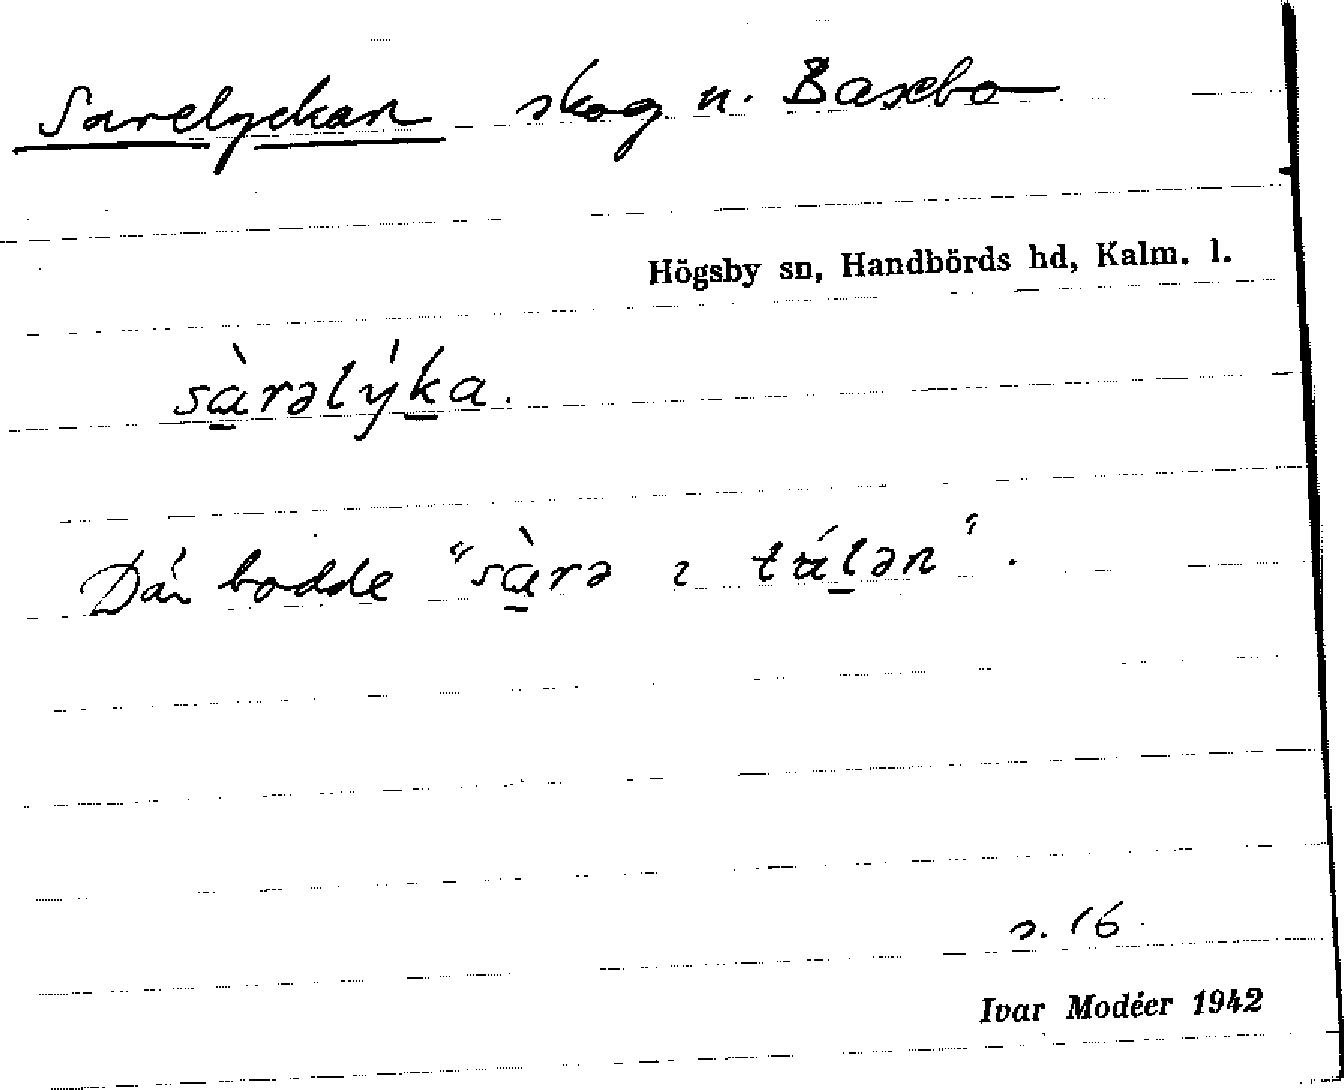 Sarelyckan skog n. Baxebo
Högsby sn, Handbörds hd, Kalm. l.
sàrəlýka.
Där bodde "sàrə ɩ tálən".
s. 16.
Ivar Modéer 1942